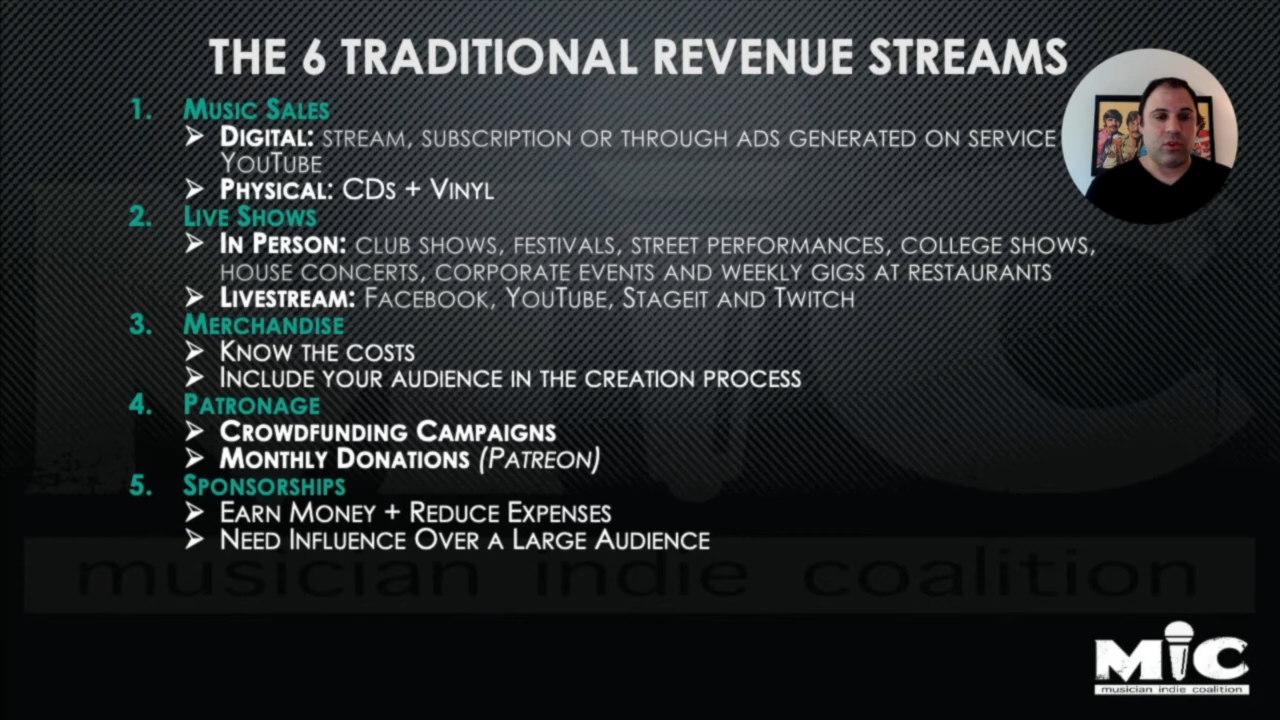 THE 6 TRADITIONAL REVENUE STREAMS
1. MUSIC SALES
➢ DIGITAL: STREAM, SUBSCRIPTION OR THROUGH ADS GENERATED ON SERVICE
YOUTUBE
➢ PHYSICAL: CDS + VINYL
2. LIVE SHOWS
➢ IN PERSON: CLUB SHOWS, FESTIVALS, STREET PERFORMANCES, COLLEGE SHOWS,
HOUSE CONCERTS, CORPORATE EVENTS AND WEEKLY GIGS AT RESTAURANTS
➢ LIVESTREAM: FACEBOOK, YOUTUBE, STAGEIT AND TWITCH
3. MERCHANDISE
➢ KNOW THE COSTS
➢ INCLUDE YOUR AUDIENCE IN THE CREATION PROCESS
4. PATRONAGE
➢ CROWDFUNDING CAMPAIGNS
➢ MONTHLY DONATIONS (PATREON)
5. SPONSORSHIPS
➢ EARN MONEY + REDUCE EXPENSES
➢ NEED INFLUENCE OVER A LARGE AUDIENCE
musician indie coalition
MiC
musician indie coalition